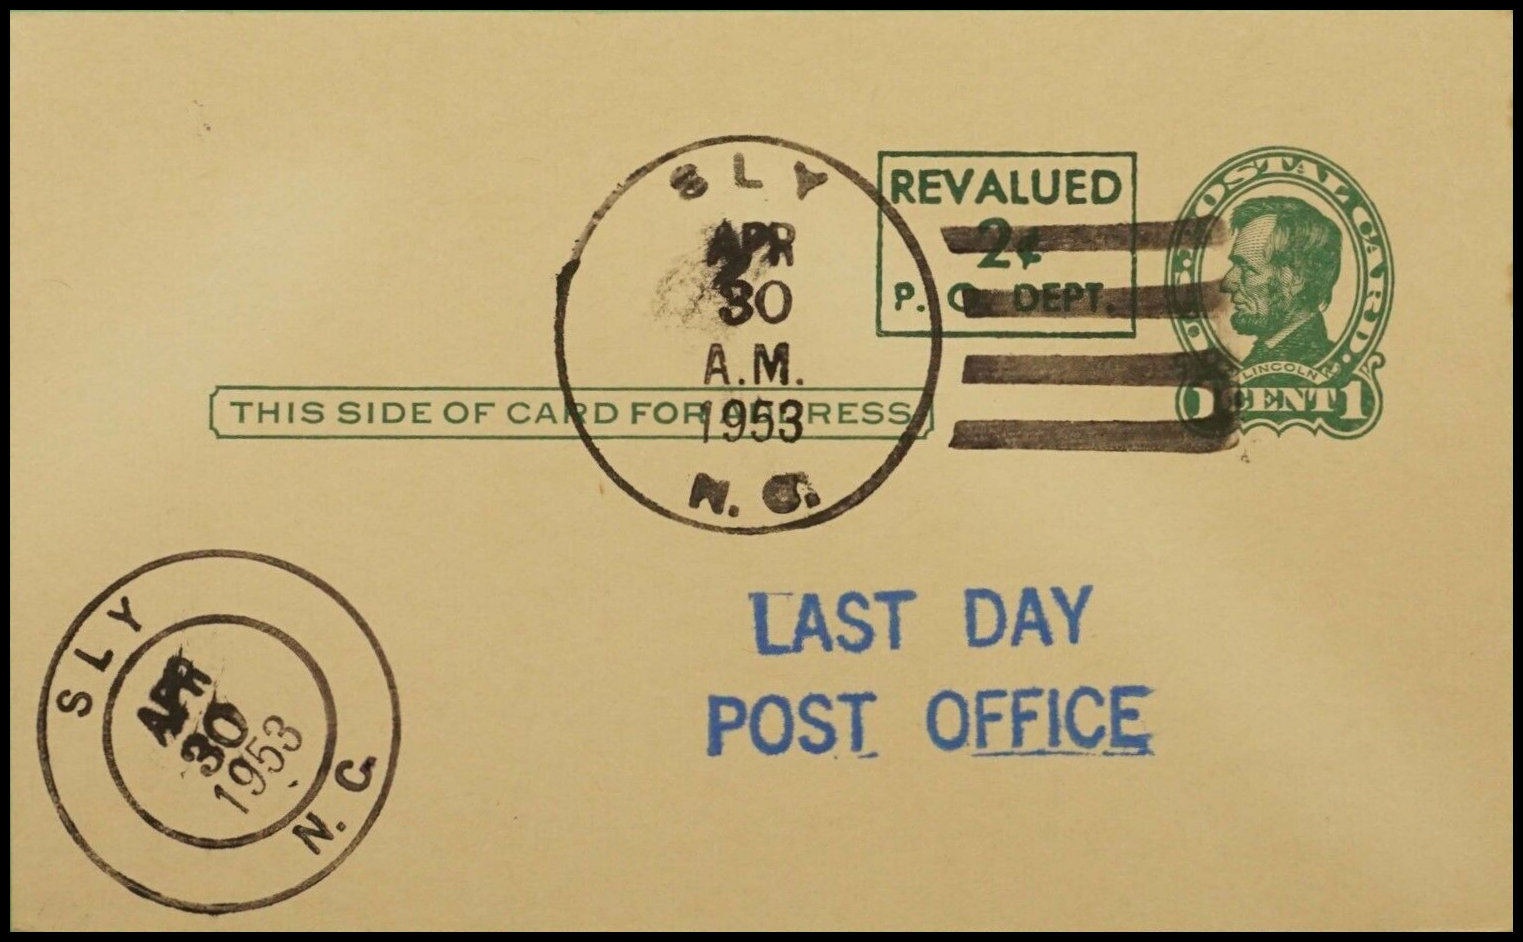 SLY
APR
30
A.M.
1953
N. C.
REVALUED
2¢
P. O. DEPT.
U.S. POSTAL CARD.
LINCOLN
1 CENT 1
THIS SIDE OF CARD FOR ADDRESS
SLY
APR
30
1953
N. C.
LAST DAY
POST OFFICE